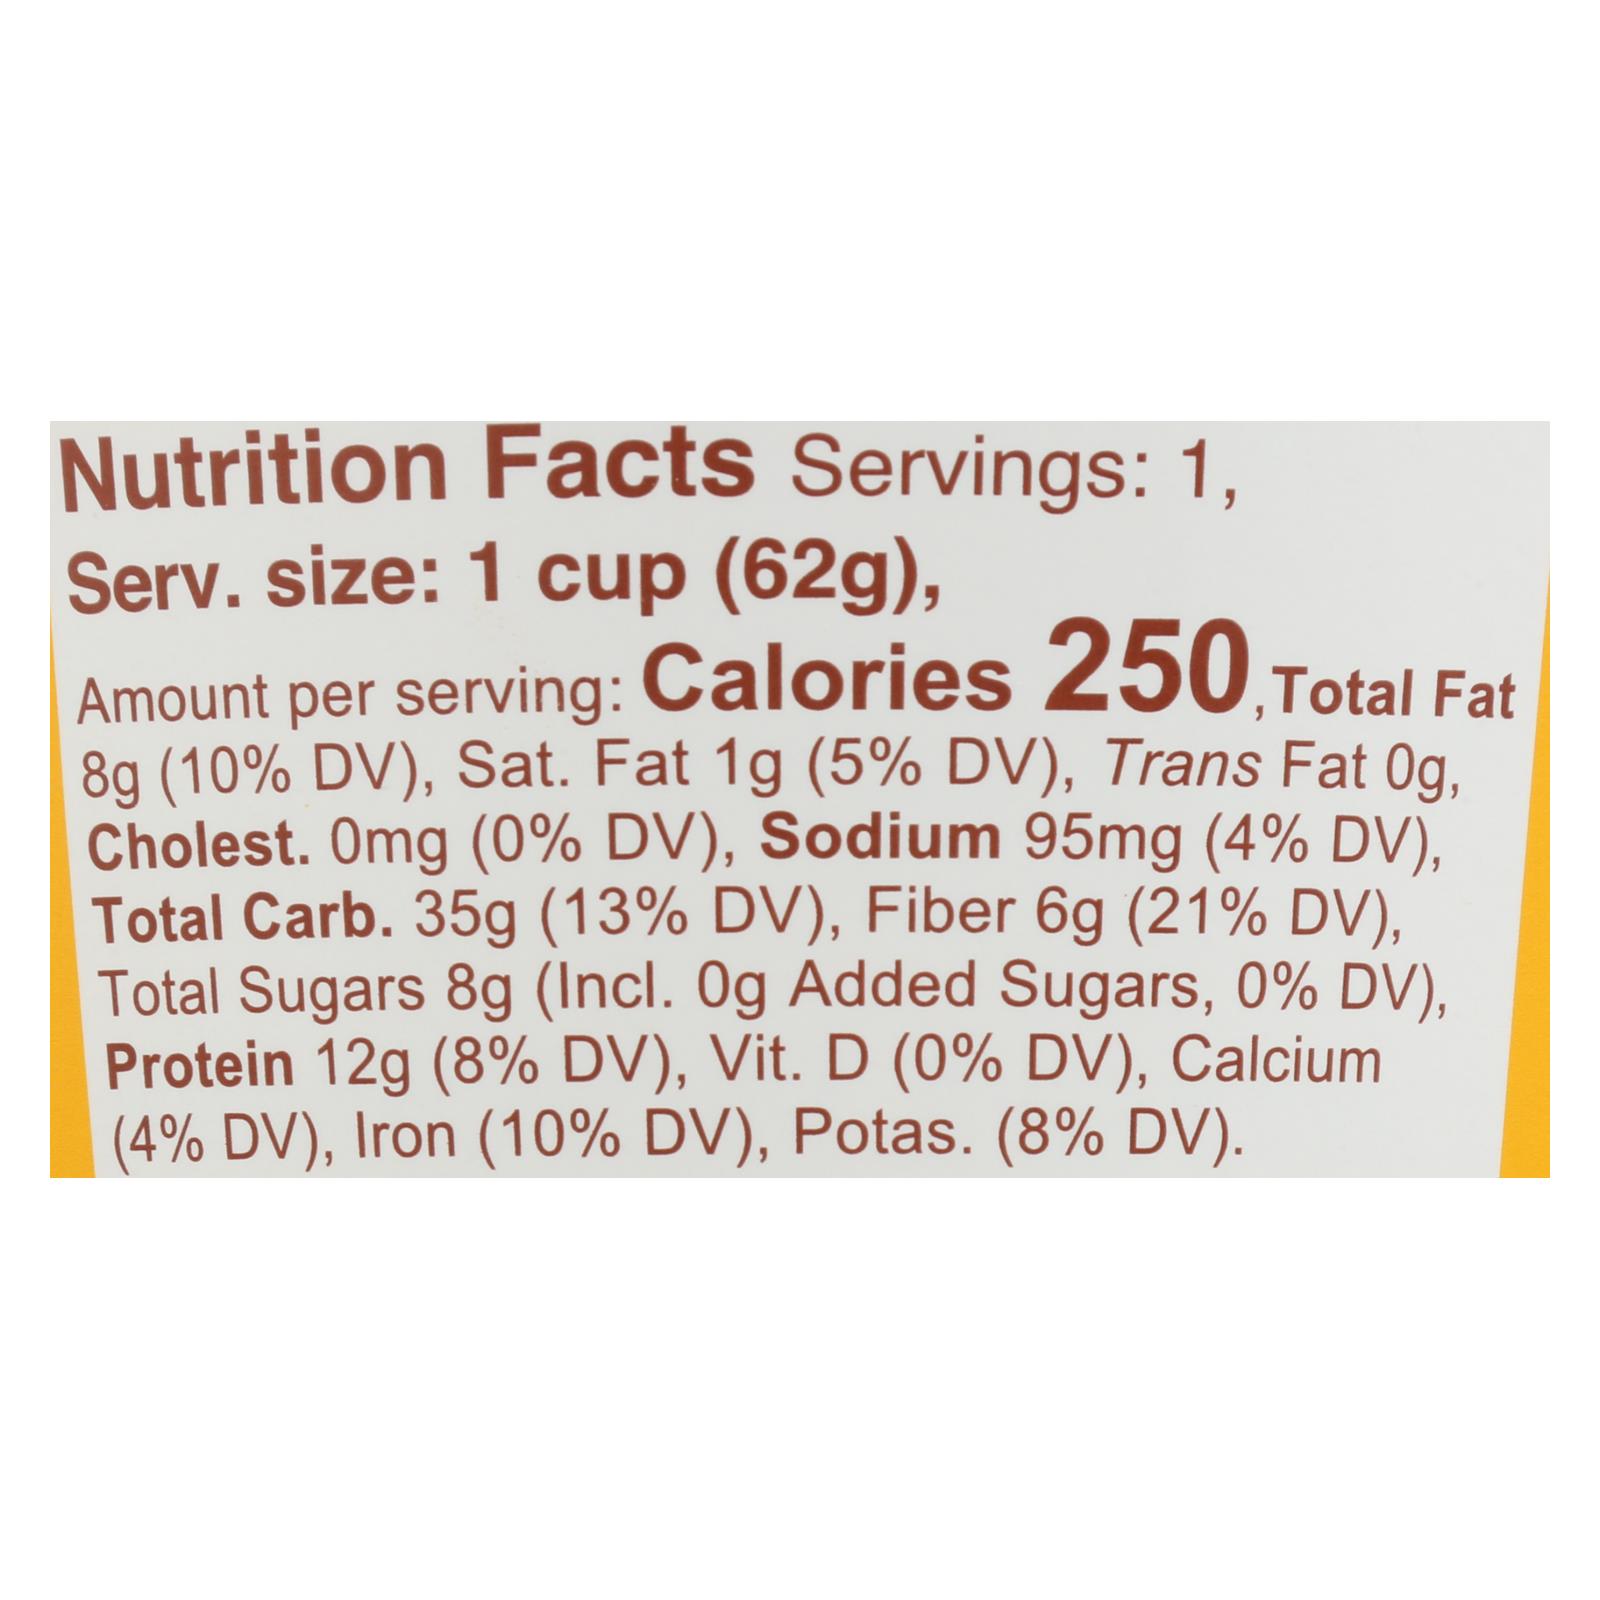 Nutrition Facts Servings: 1,
Serv. size: 1 cup (62g),
Amount per serving: Calories 250, Total Fat
8g (10% DV), Sat. Fat 1g (5% DV), Trans Fat 0g,
Cholest. 0mg (0% DV), Sodium 95mg (4% DV),
Total Carb. 35g (13% DV), Fiber 6g (21% DV),
Total Sugars 8g (Incl. 0g Added Sugars, 0% DV),
Protein 12g (8% DV), Vit. D (0% DV), Calcium
(4% DV), Iron (10% DV), Potas. (8% DV).